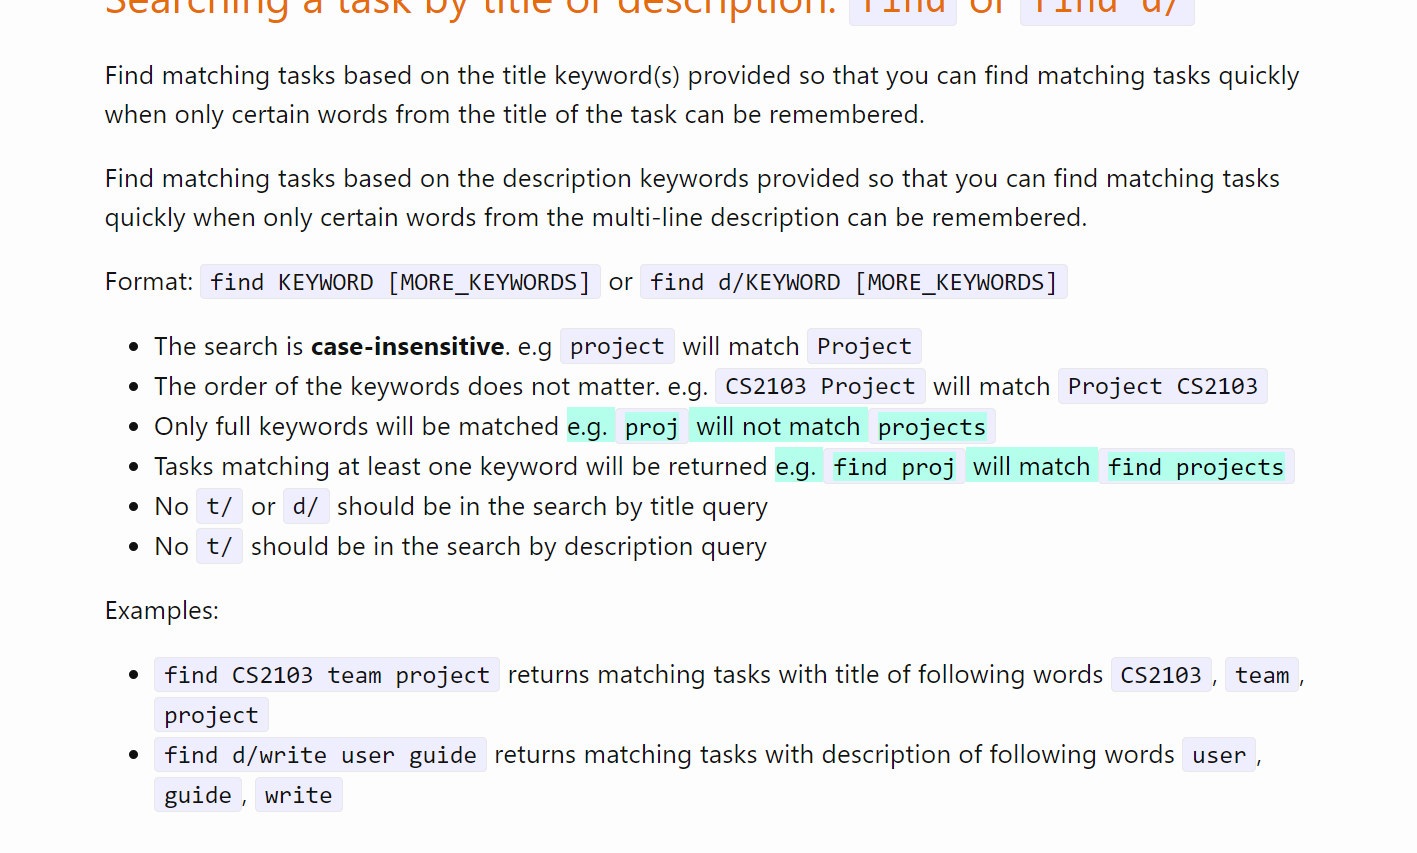 Searching a task by title or description: find or find d/
Find matching tasks based on the title keyword(s) provided so that you can find matching tasks quickly
when only certain words from the title of the task can be remembered.
Find matching tasks based on the description keywords provided so that you can find matching tasks
quickly when only certain words from the multi-line description can be remembered.
Format: find KEYWORD [MORE_KEYWORDS] or find d/KEYWORD [MORE_KEYWORDS]
• The search is case-insensitive. e.g project will match Project
• The order of the keywords does not matter. e.g. CS2103 Project will match Project CS2103
• Only full keywords will be matched e.g. proj will not match projects
• Tasks matching at least one keyword will be returned e.g. find proj will match find projects
• No t/ or d/ should be in the search by title query
• No t/ should be in the search by description query
Examples:
• find CS2103 team project returns matching tasks with title of following words CS2103, team,
project
• find d/write user guide returns matching tasks with description of following words user,
guide, write